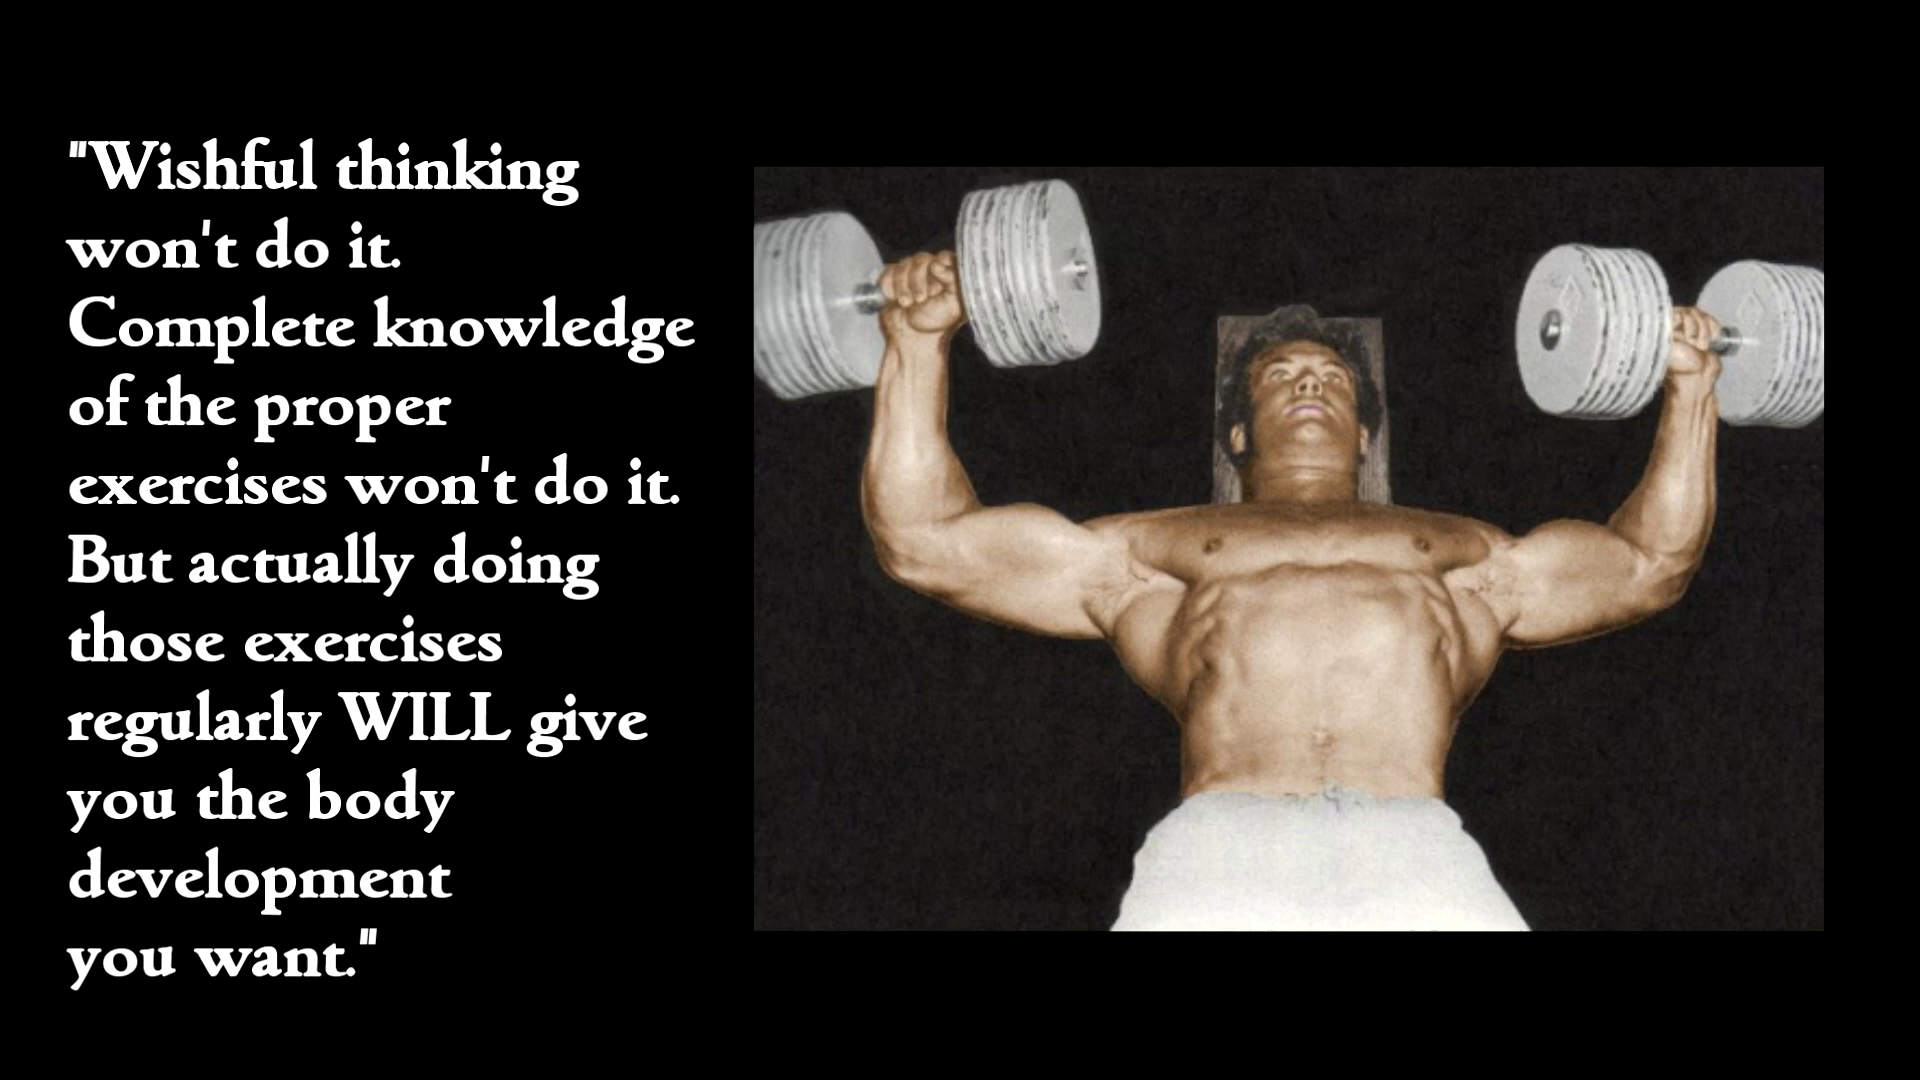 "Wishful thinking
won't do it.
Complete knowledge
of the proper
exercises won't do it.
But actually doing
those exercises
regularly WILL give
you the body
development
you want."